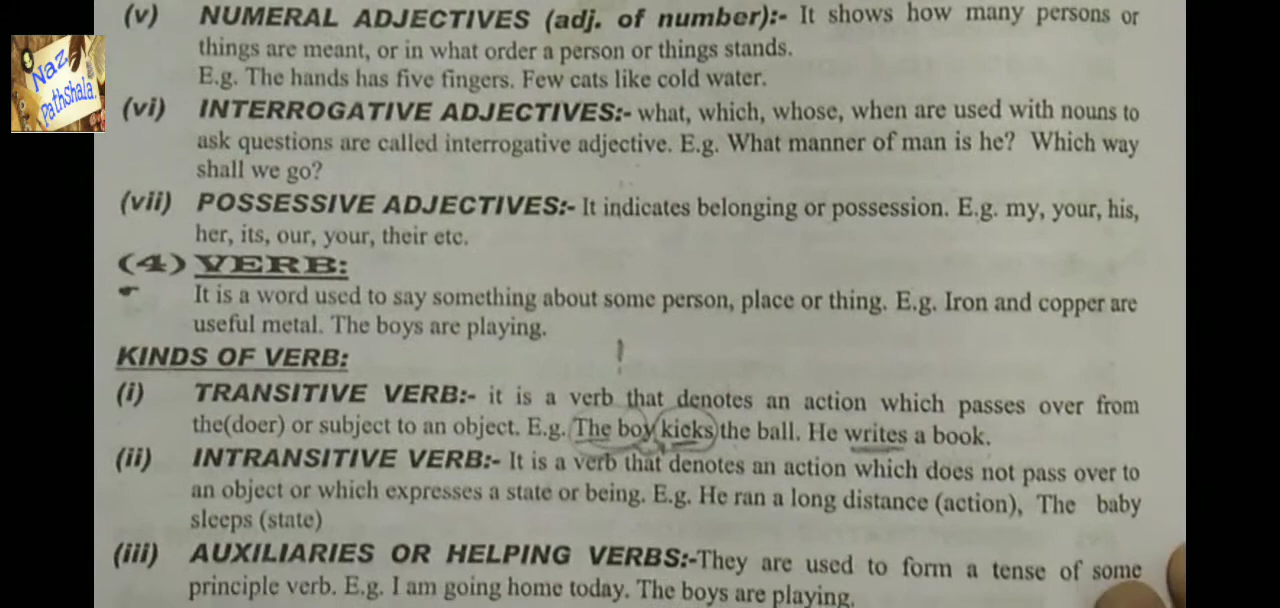 Naz
Pathshala
(v) NUMERAL ADJECTIVES (adj. of number):- It shows how many persons or
things are meant, or in what order a person or things stands.
E.g. The hands has five fingers. Few cats like cold water.
(vi) INTERROGATIVE ADJECTIVES:- what, which, whose, when are used with nouns to
ask questions are called interrogative adjective. E.g. What manner of man is he? Which way
shall we go?
(vii) POSSESSIVE ADJECTIVES:- It indicates belonging or possession. E.g. my, your, his,
her, its, our, your, their etc.
(4) VERB:
It is a word used to say something about some person, place or thing. E.g. Iron and copper are
useful metal. The boys are playing.
KINDS OF VERB:
(i) TRANSITIVE VERB:- it is a verb that denotes an action which passes over from
the(doer) or subject to an object. E.g. The boy kicks the ball. He writes a book.
(ii) INTRANSITIVE VERB:- It is a verb that denotes an action which does not pass over to
an object or which expresses a state or being. E.g. He ran a long distance (action), The baby
sleeps (state)
(iii) AUXILIARIES OR HELPING VERBS:-They are used to form a tense of some
principle verb. E.g. I am going home today. The boys are playing.